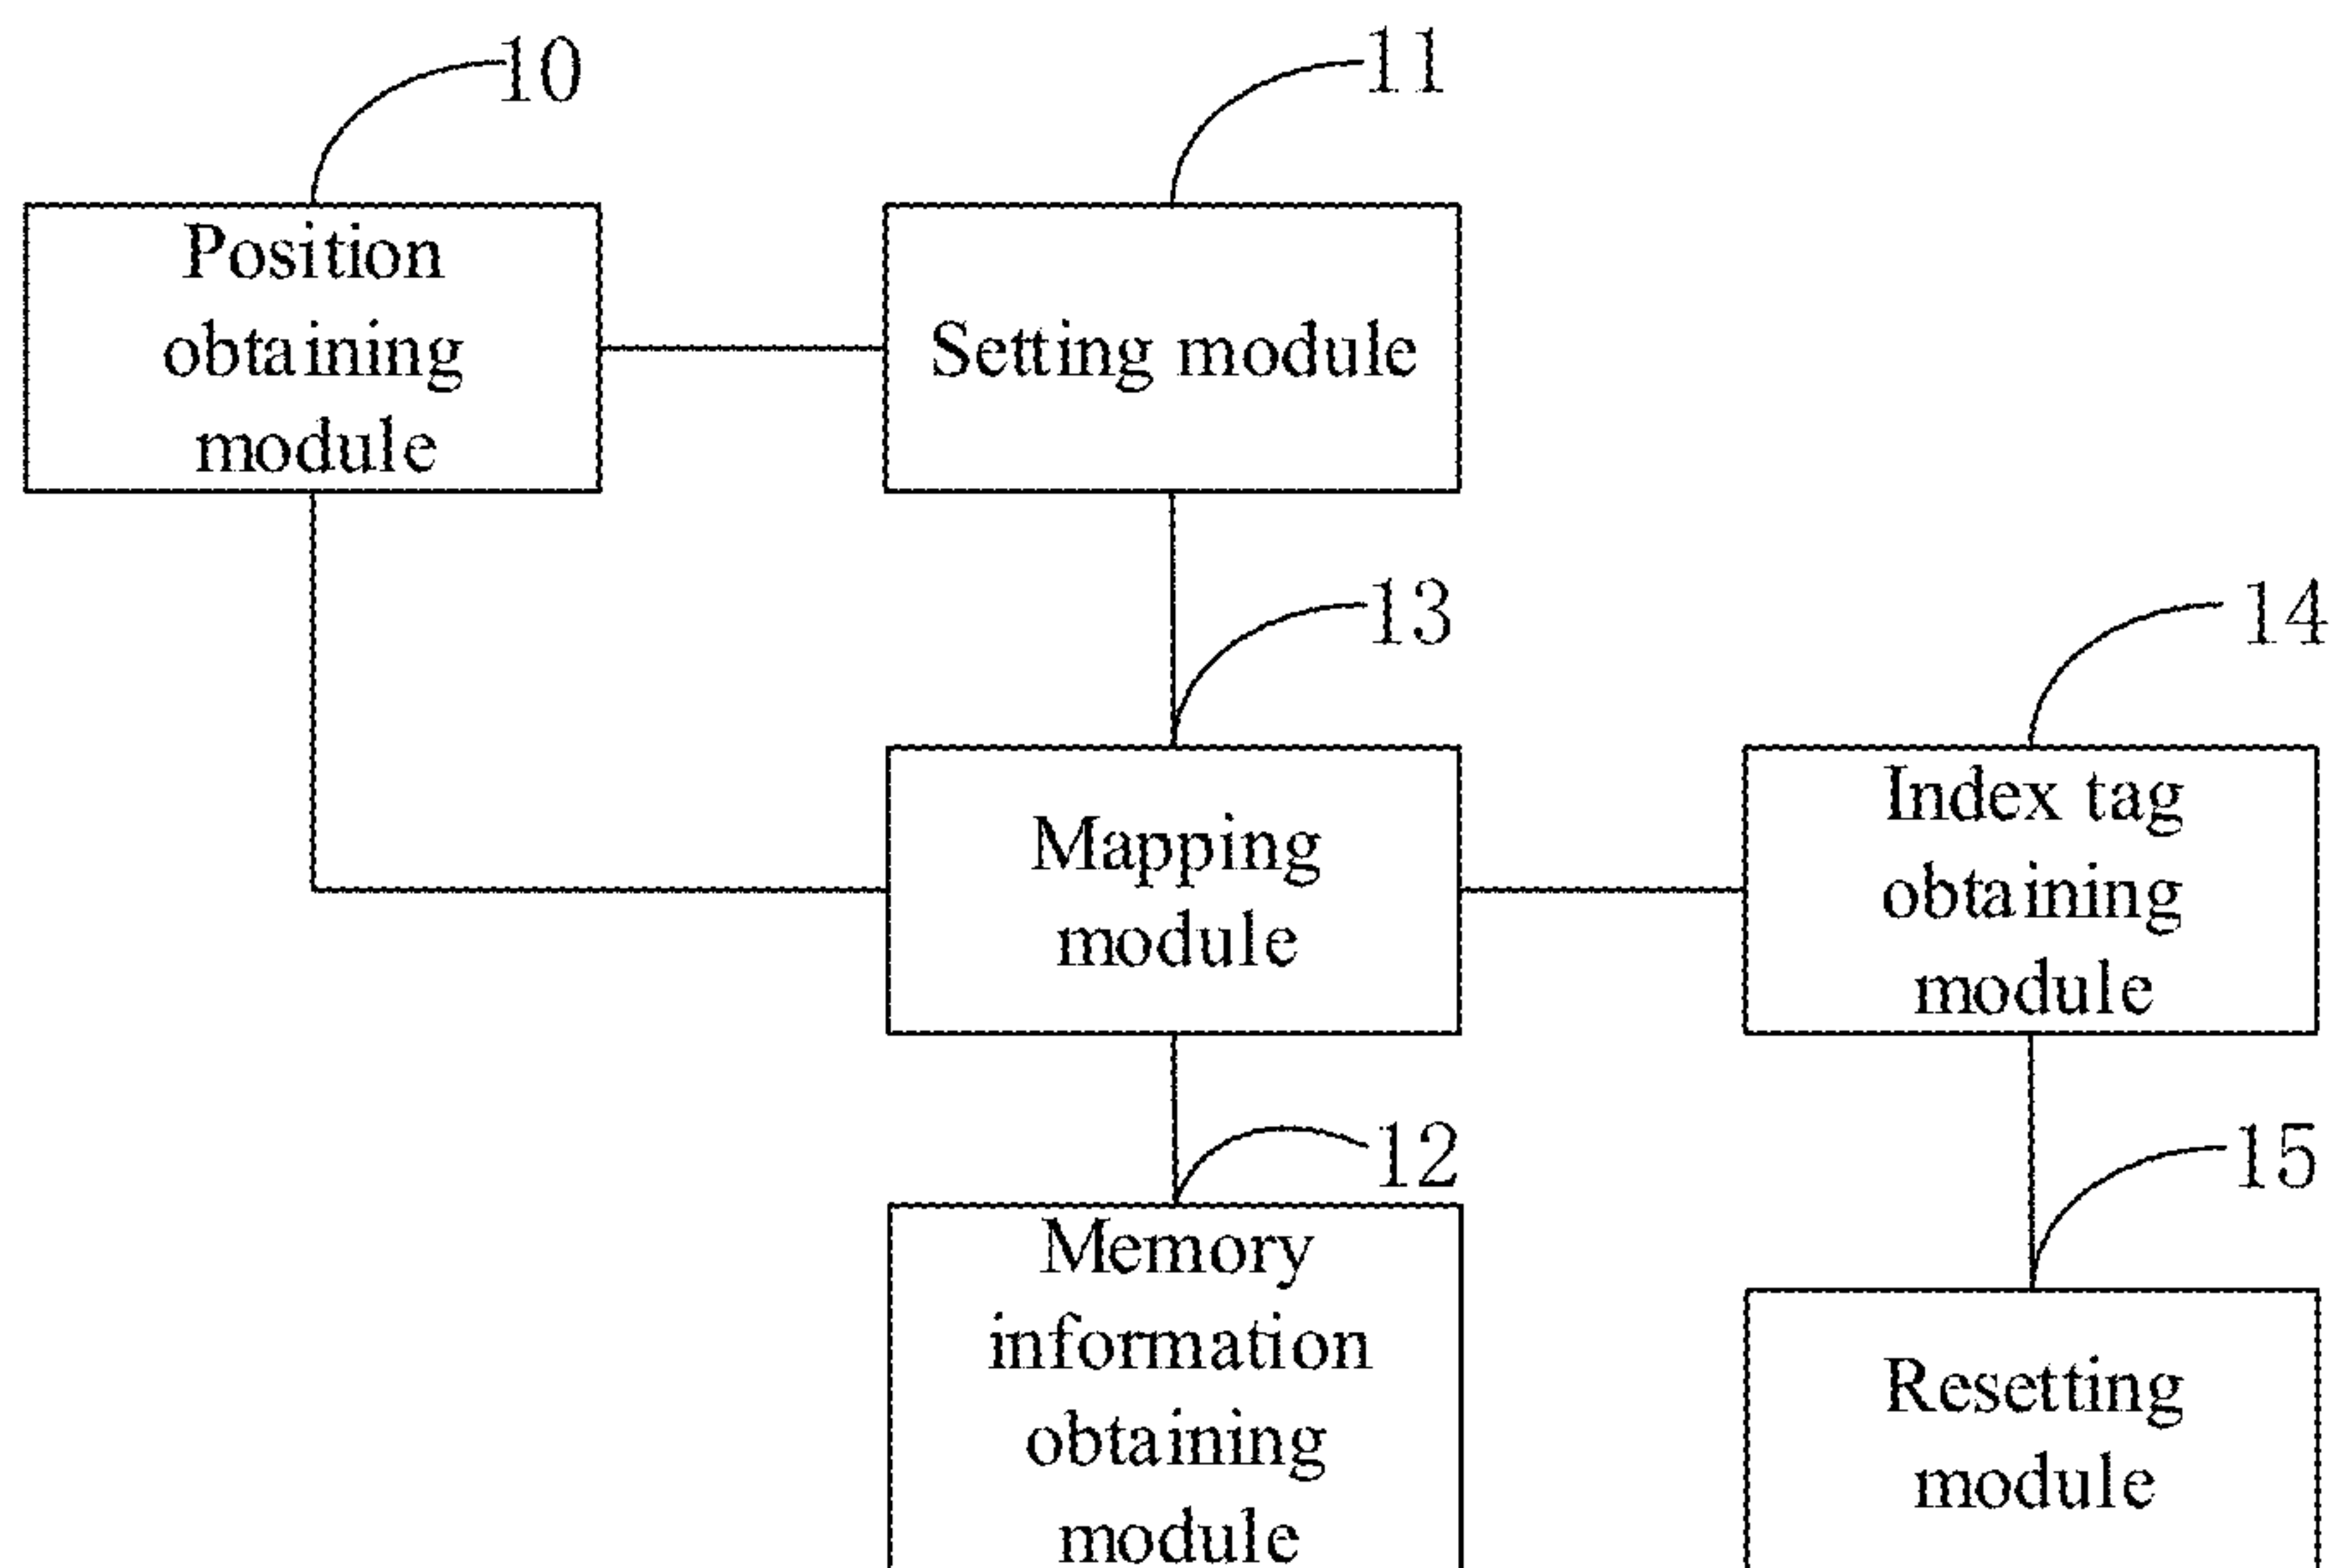 10
11
Position
obtaining
module
Setting module
13
14
Mapping
module
Index tag
obtaining
module
12
15
Memory
information
obtaining
module
Resetting
module